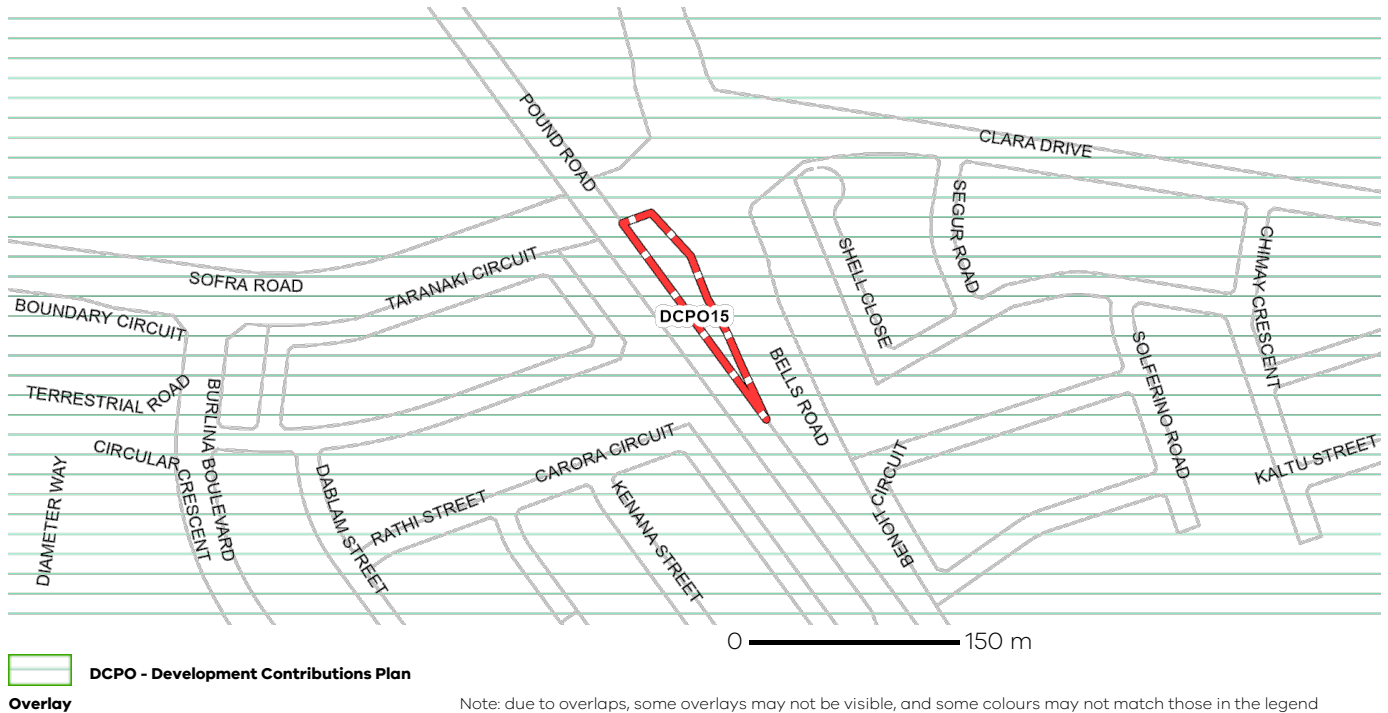 POUND ROAD
CLARA DRIVE
SEGUR ROAD
SHELL CLOSE
CHIMAY CRESCENT
SOFRA ROAD
TARANAKI CIRCUIT
BOUNDARY CIRCUIT
DCPO15
BELLS ROAD
SOLFERINO ROAD
TERRESTRIAL ROAD
BURLINA BOULEVARD
CIRCULAR CRESCENT
CARORA CIRCUIT
BENOIT CIRCUIT
KALTU STREET
DIAMETER WAY
DABLAM STREET
RATHI STREET
KENANA STREET
0 150 m
DCPO - Development Contributions Plan
Overlay
Note: due to overlaps, some overlays may not be visible, and some colours may not match those in the legend